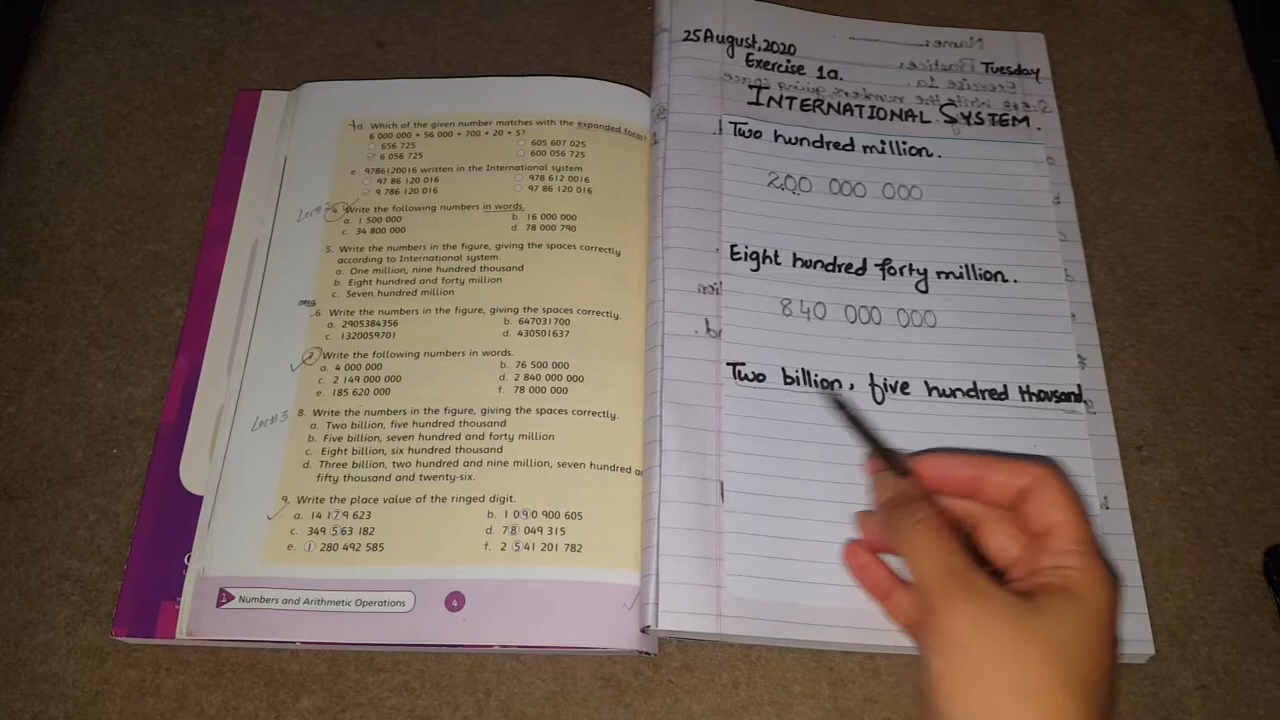 d. Which of the given number matches with the expanded form?
6 000 000 + 56 000 + 700 + 20 + 5?
656 725 605 607 025
6 056 725 600 056 725
e. 9786120016 written in the International system
97 86 120 016 978 612 0016
9 786 120 016 97 86 120 016
Lec#2 4. Write the following numbers in words.
a. 1 500 000 b. 16 000 000
c. 34 800 000 d. 78 000 790
5. Write the numbers in the figure, giving the spaces correctly
according to International system.
a. One million, nine hundred thousand
b. Eight hundred and forty million
c. Seven hundred million
6. Write the numbers in the figure, giving the spaces correctly.
a. 2905384356 b. 647031700
c. 1320059701 d. 430501637
7. Write the following numbers in words.
a. 4 000 000 b. 76 500 000
c. 2 149 000 000 d. 2 840 000 000
e. 185 620 000 f. 78 000 000
Lec#3 8. Write the numbers in the figure, giving the spaces correctly.
a. Two billion, five hundred thousand
b. Five billion, seven hundred and forty million
c. Eight billion, six hundred thousand
d. Three billion, two hundred and nine million, seven hundred
fifty thousand and twenty-six.
9. Write the place value of the ringed digit.
a. 14 179 623 b. 1 090 900 605
c. 349 563 182 d. 78 049 315
e. 1 280 492 585 f. 2 541 201 782
1 Numbers and Arithmetic Operations 4
25 August, 2020
Tuesday
Exercise 1a.
INTERNATIONAL SYSTEM.
Two hundred million.
200 000 000
Eight hundred forty million.
840 000 000
Two billion, five hundred thousand.